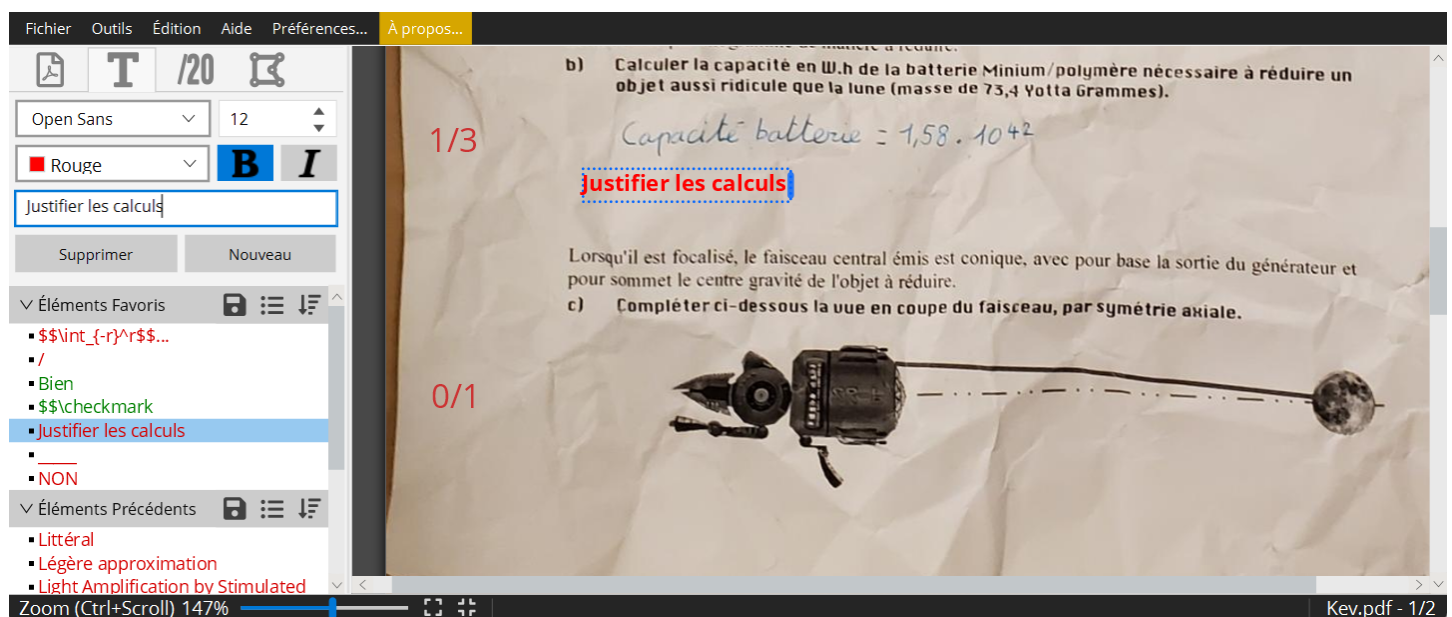 Fichier Outils Édition Aide Préférences... À propos...
/20
Open Sans 12
Rouge B I
Justifier les calculs
Supprimer Nouveau
Éléments Favoris
$$\int_{-r}^r$$...
/
Bien
$$\checkmark
Justifier les calculs
_____
NON
Éléments Précédents
Littéral
Légère approximation
Light Amplification by Stimulated
Zoom (Ctrl+Scroll) 147%
de manière à réduire.
b) Calculer la capacité en W.h de la batterie Minium/polymère nécessaire à réduire un
objet aussi ridicule que la lune (masse de 73,4 Yotta Grammes).
1/3
Capacité batterie = 1,58 . 10⁴²
Justifier les calculs
Lorsqu'il est focalisé, le faisceau central émis est conique, avec pour base la sortie du générateur et
pour sommet le centre gravité de l'objet à réduire.
c) Compléter ci-dessous la vue en coupe du faisceau, par symétrie axiale.
0/1
Kev.pdf - 1/2